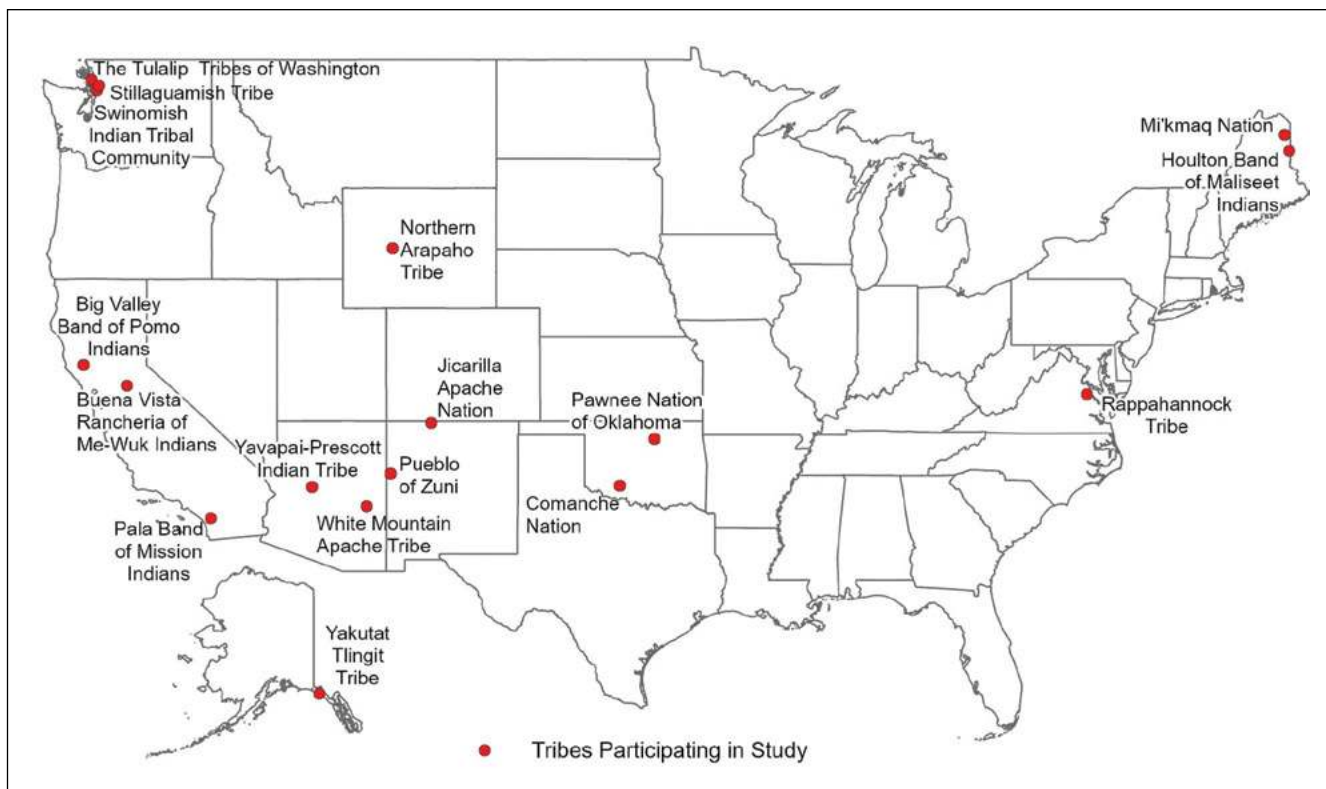 The Tulalip Tribes of Washington
Stillaguamish Tribe
Swinomish
Indian Tribal
Community
Mi'kmaq Nation
Houlton Band
of Maliseet
Indians
Northern
Arapaho
Tribe
Big Valley
Band of Pomo
Indians
Buena Vista
Rancheria of
Me-Wuk Indians
Jicarilla
Apache
Nation
Pawnee Nation
of Oklahoma
Rappahannock
Tribe
Yavapai-Prescott
Indian Tribe
Pueblo
of Zuni
White Mountain
Apache Tribe
Comanche
Nation
Pala Band
of Mission
Indians
Yakutat
Tlingit
Tribe
Tribes Participating in Study